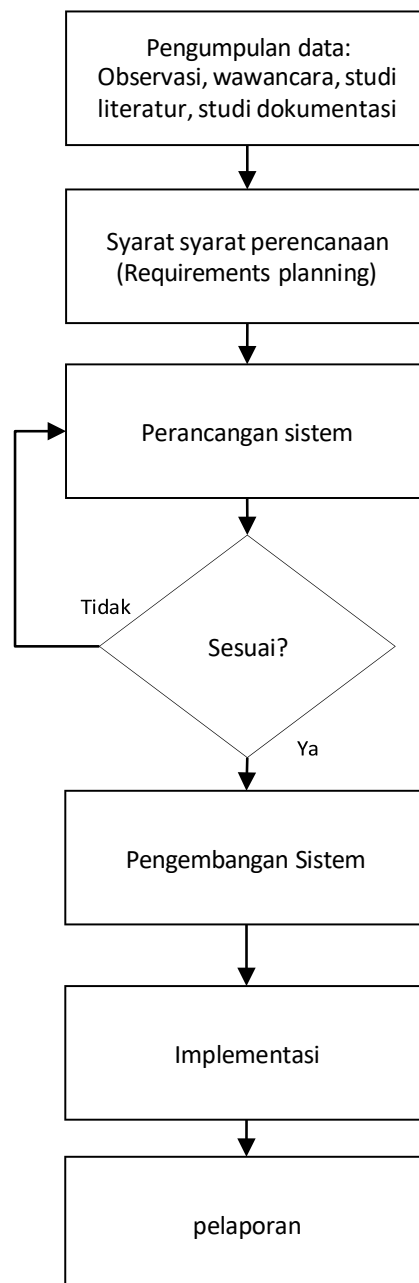 Pengumpulan data:
Observasi, wawancara, studi
literatur, studi dokumentasi
Syarat syarat perencanaan
(Requirements planning)
Perancangan sistem
Tidak
Sesuai?
Ya
Pengembangan Sistem
Implementasi
pelaporan